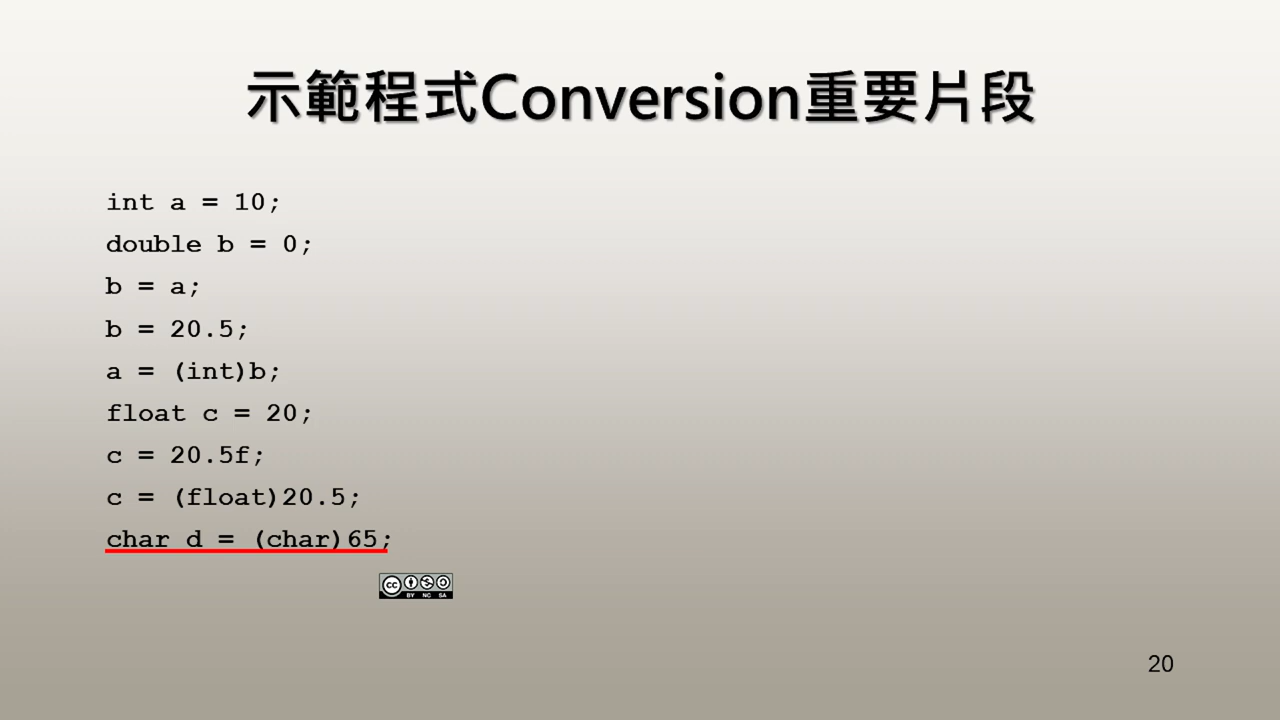 示範程式Conversion重要片段
int a = 10;
double b = 0;
b = a;
b = 20.5;
a = (int)b;
float c = 20;
c = 20.5f;
c = (float)20.5;
char d = (char)65;
cc BY NC SA
20